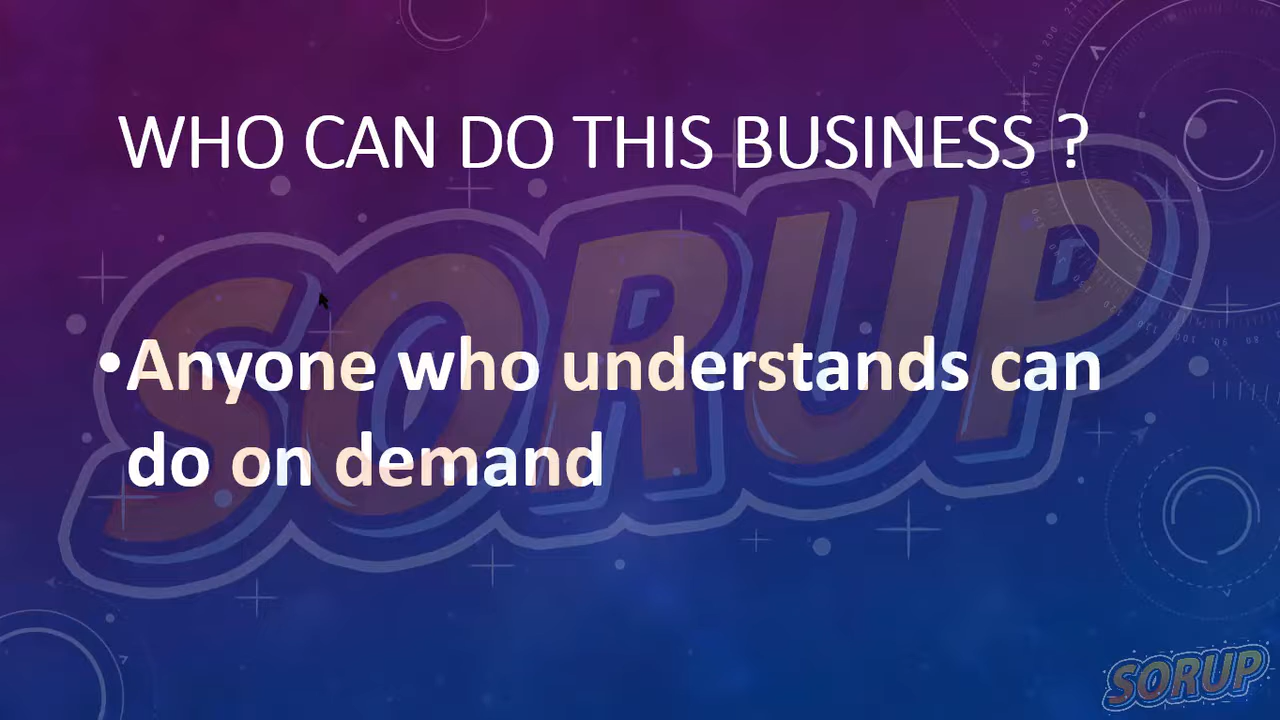 WHO CAN DO THIS BUSINESS ?
SORUP
•Anyone who understands can
do on demand
SORUP